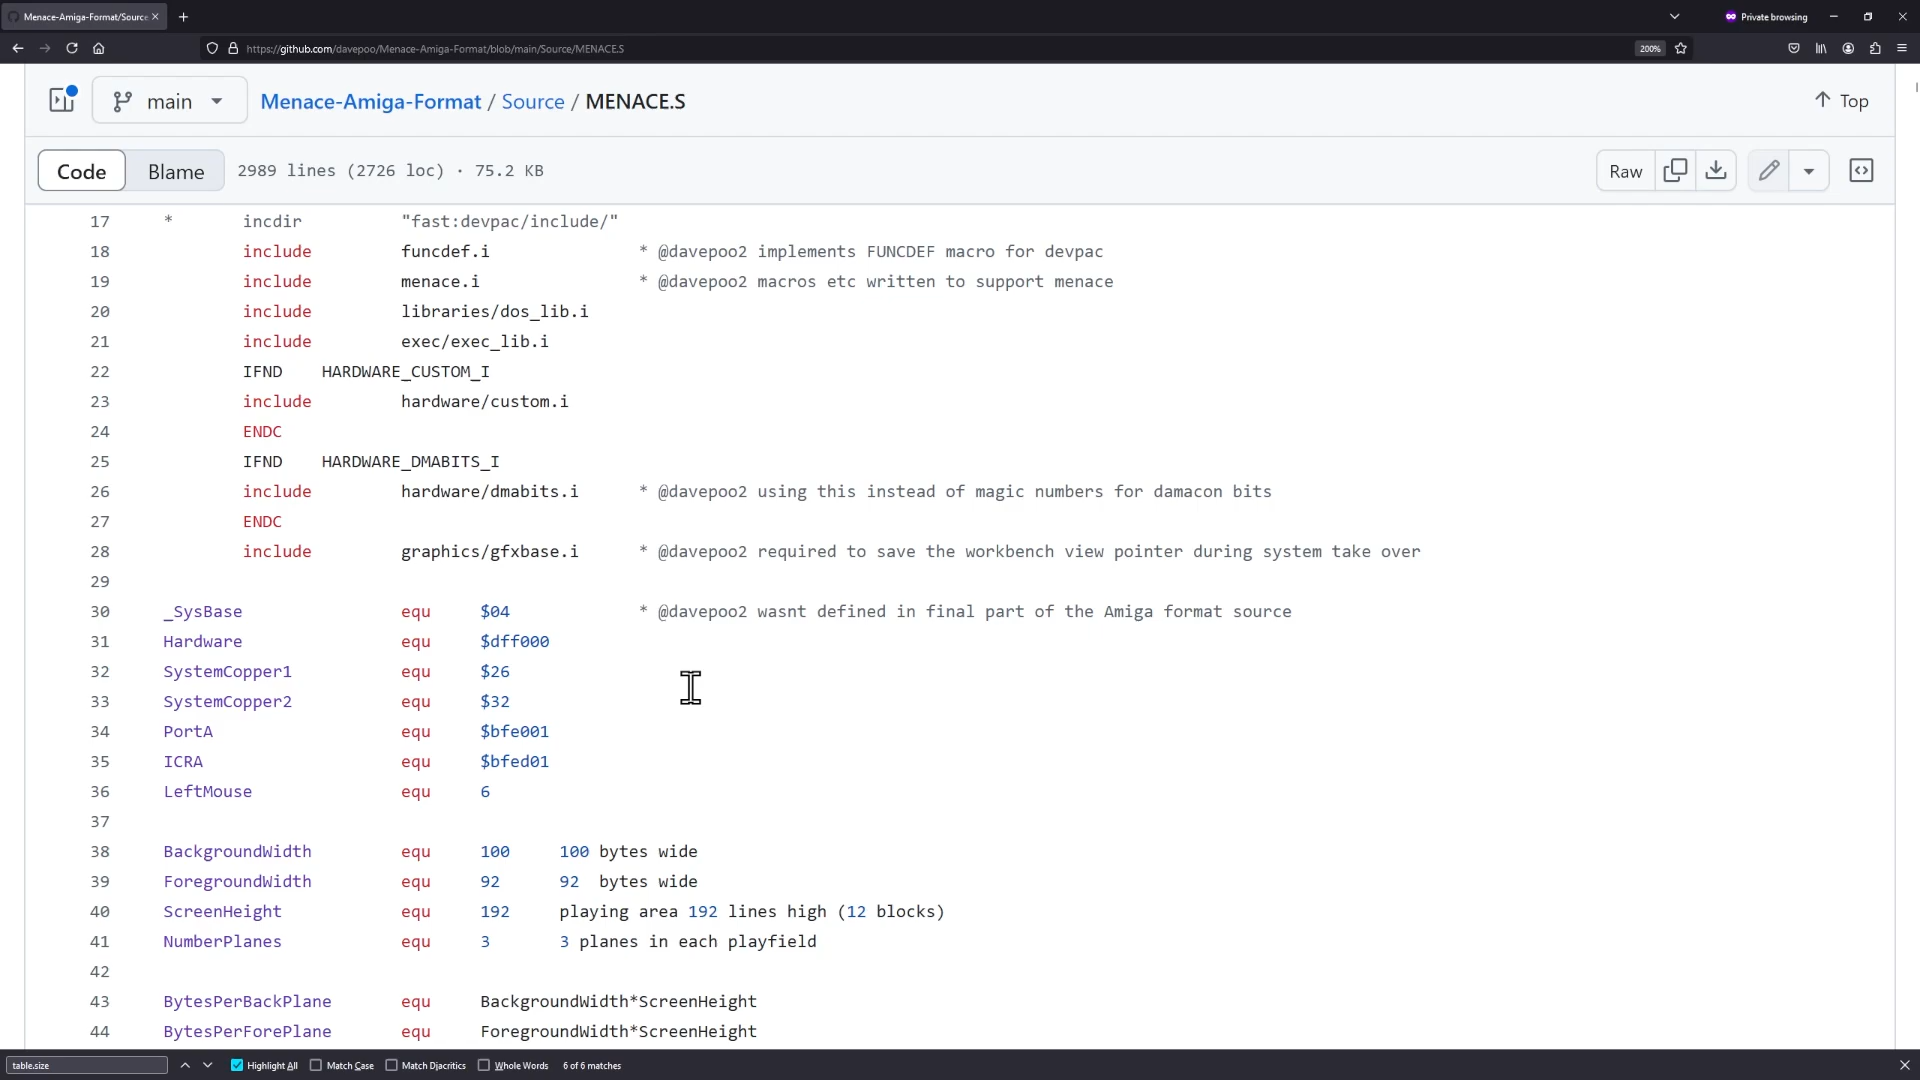 Menace-Amiga-Format/Source
Private browsing
https://github.com/davepoo/Menace-Amiga-Format/blob/main/Source/MENACE.S
200%
main
Menace-Amiga-Format / Source / MENACE.S
Top
Code Blame 2989 lines (2726 loc) · 75.2 KB
Raw
17 * incdir "fast:devpac/include/"
18 include funcdef.i * @davepoo2 implements FUNCDEF macro for devpac
19 include menace.i * @davepoo2 macros etc written to support menace
20 include libraries/dos_lib.i
21 include exec/exec_lib.i
22 IFND HARDWARE_CUSTOM_I
23 include hardware/custom.i
24 ENDC
25 IFND HARDWARE_DMABITS_I
26 include hardware/dmabits.i * @davepoo2 using this instead of magic numbers for damacon bits
27 ENDC
28 include graphics/gfxbase.i * @davepoo2 required to save the workbench view pointer during system take over
29
30 _SysBase equ $04 * @davepoo2 wasnt defined in final part of the Amiga format source
31 Hardware equ $dff000
32 SystemCopper1 equ $26
33 SystemCopper2 equ $32
34 PortA equ $bfe001
35 ICRA equ $bfed01
36 LeftMouse equ 6
37
38 BackgroundWidth equ 100 100 bytes wide
39 ForegroundWidth equ 92 92 bytes wide
40 ScreenHeight equ 192 playing area 192 lines high (12 blocks)
41 NumberPlanes equ 3 3 planes in each playfield
42
43 BytesPerBackPlane equ BackgroundWidth*ScreenHeight
44 BytesPerForePlane equ ForegroundWidth*ScreenHeight
table.size Highlight All Match Case Match Diacritics Whole Words 6 of 6 matches